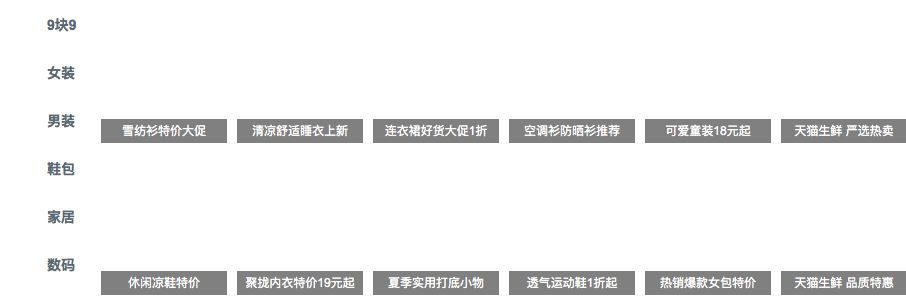 9块9
女装
男装
鞋包
家居
数码
雪纺衫特价大促
清凉舒适睡衣上新
连衣裙好货大促1折
空调衫防晒衫推荐
可爱童装18元起
天猫生鲜 严选热卖
休闲凉鞋特价
聚拢内衣特价19元起
夏季实用打底小物
透气运动鞋1折起
热销爆款女包特价
天猫生鲜 品质特惠